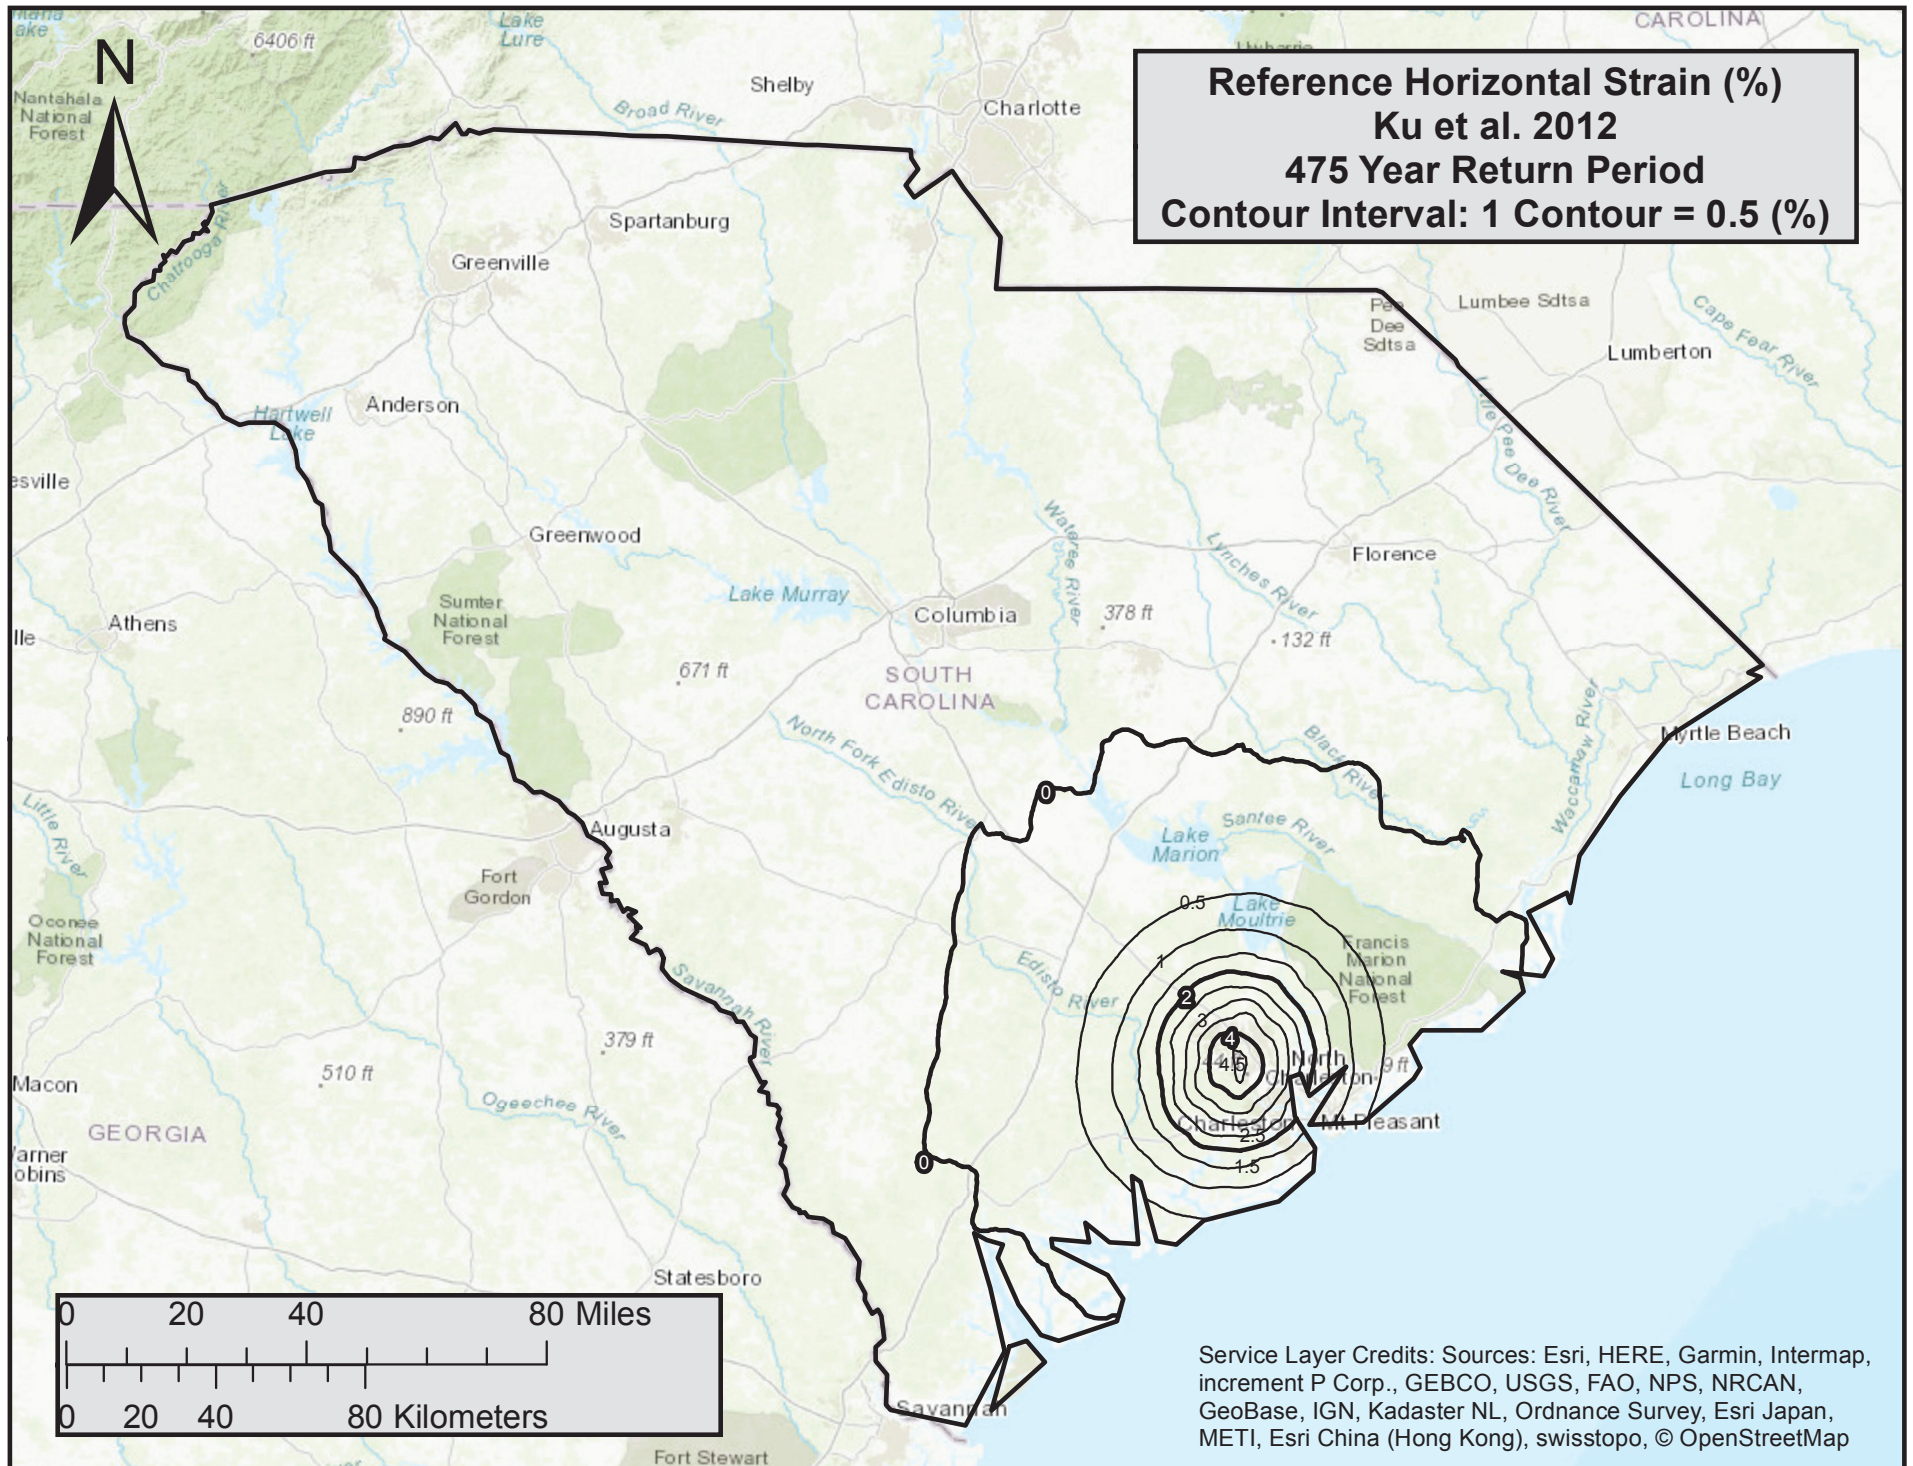 Lake
Lure
CAROLINA
6406 ft
N
Uwharrie
Shelby
Charlotte
Broad River
Nantahala
National
Forest
Reference Horizontal Strain (%)
Ku et al. 2012
475 Year Return Period
Contour Interval: 1 Contour = 0.5 (%)
Chatrooga River
Spartanburg
Greenville
Pee
Dee
Sdtsa
Lumbee Sdtsa
Cape Fear River
Lumberton
Little Pee Dee River
Hartwell
Lake
Anderson
esville
Greenwood
Wateree River
Lynches River
Florence
Sumter
National
Forest
Lake Murray
Columbia
378 ft
132 ft
lle
Athens
671 ft
SOUTH
CAROLINA
890 ft
North Fork Edisto River
Black River
Waccamaw River
Myrtle Beach
Long Bay
0
Little River
Augusta
Lake
Marion
Santee River
Fort
Gordon
0.5
Lake
Moultrie
Oconee
National
Forest
Francis
Marion
National
Forest
1
Edisto River
Savannah River
2
3
4
4.5
379 ft
510 ft
North
Charleston
9 ft
Macon
Ogeechee River
Charleston
Mt Pleasant
2.5
GEORGIA
0
1.5
arner
obins
Statesboro
0 20 40 80 Miles
0 20 40 80 Kilometers
Savannah
Fort Stewart
Service Layer Credits: Sources: Esri, HERE, Garmin, Intermap,
increment P Corp., GEBCO, USGS, FAO, NPS, NRCAN,
GeoBase, IGN, Kadaster NL, Ordnance Survey, Esri Japan,
METI, Esri China (Hong Kong), swisstopo, © OpenStreetMap